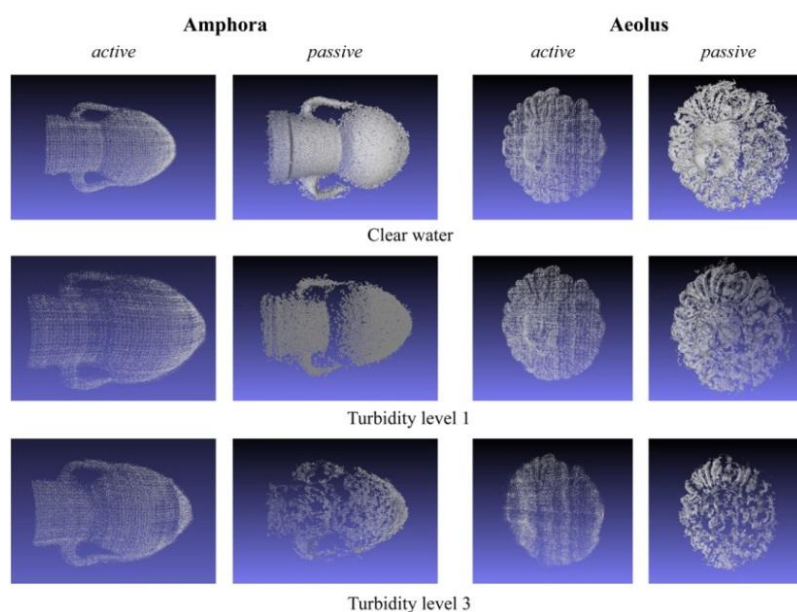 Amphora Aeolus
active passive active passive
Clear water
Turbidity level 1
Turbidity level 3